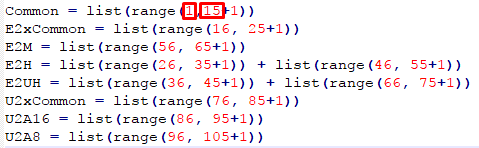 Common = list(range(1,15+1))
E2xCommon = list(range(16, 25+1))
E2M = list(range(56, 65+1))
E2H = list(range(26, 35+1)) + list(range(46, 55+1))
E2UH = list(range(36, 45+1)) + list(range(66, 75+1))
U2xCommon = list(range(76, 85+1))
U2A16 = list(range(86, 95+1))
U2A8 = list(range(96, 105+1))